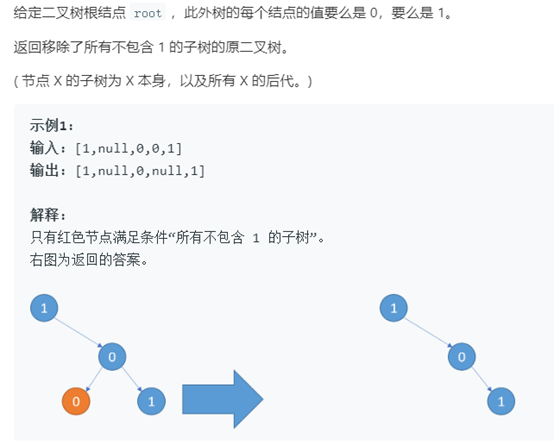 给定二叉树根结点 root ，此外树的每个结点的值要么是 0，要么是 1。
返回移除了所有不包含 1 的子树的原二叉树。
( 节点 X 的子树为 X 本身，以及所有 X 的后代。)
示例1：
输入：[1,null,0,0,1]
输出：[1,null,0,null,1]
解释：
只有红色节点满足条件“所有不包含 1 的子树”。
右图为返回的答案。
1 1
0 0
0 1 1